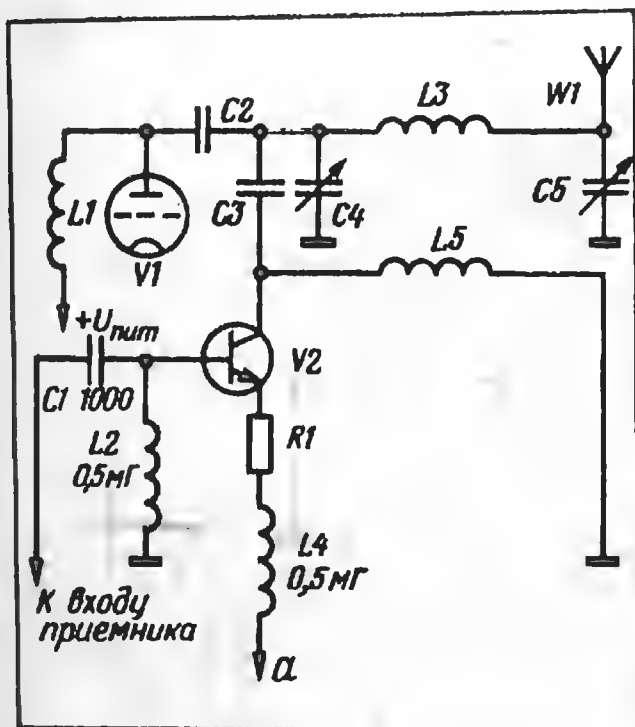 W1
L3
C2
C3
C4
C5
L1
V1
L5
+Uпит
V2
C1 1000
L2
0,5мГ
R1
L4
0,5мГ
К входу
приемника
а